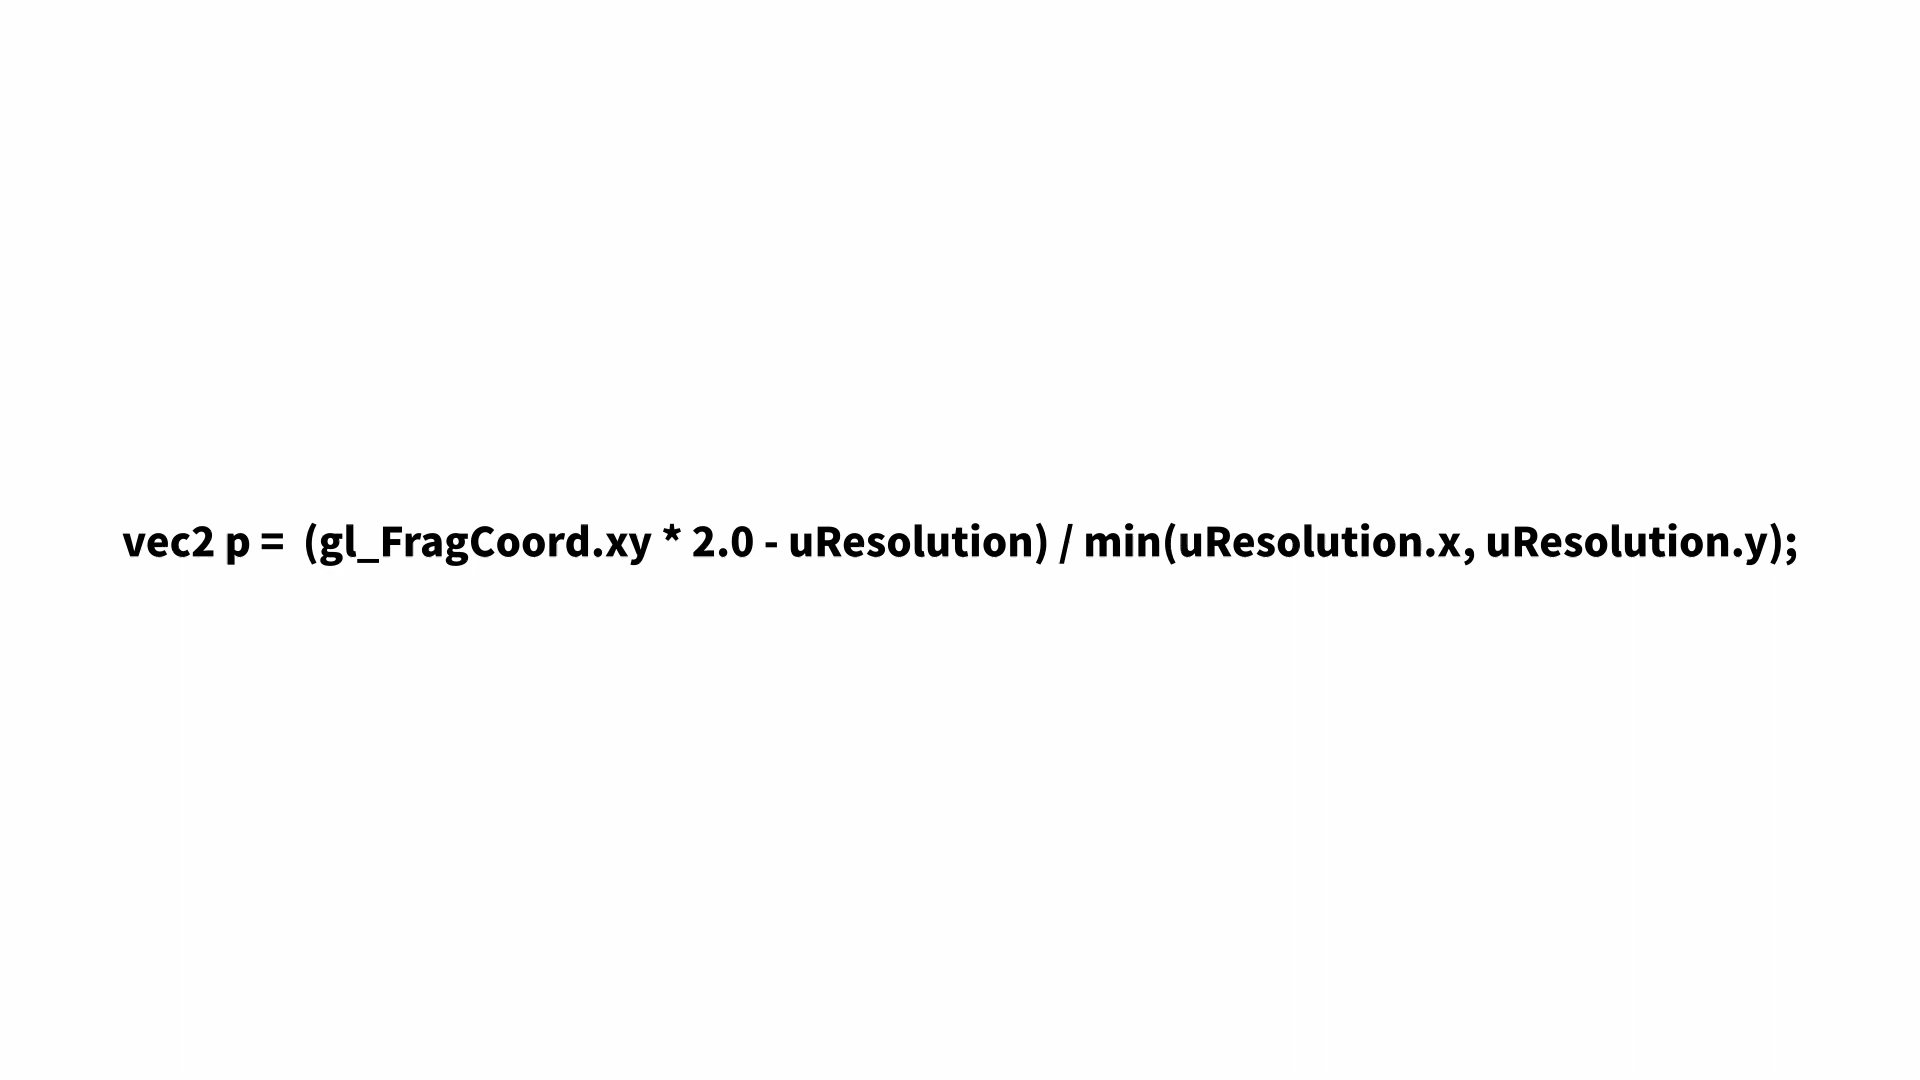 vec2 p =  (gl_FragCoord.xy * 2.0 - uResolution) / min(uResolution.x, uResolution.y);